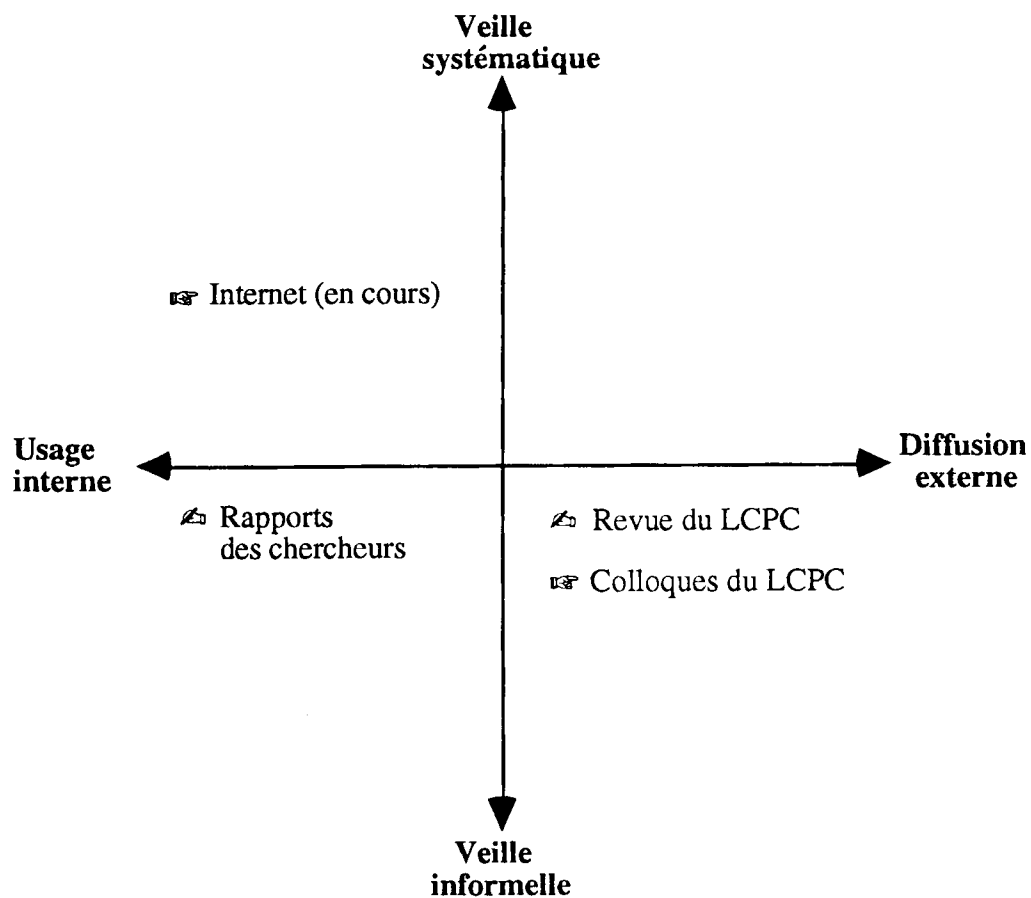 Veille
systématique
☞ Internet (en cours)
Usage
interne
Diffusion
externe
✍ Rapports
des chercheurs
✍ Revue du LCPC
☞ Colloques du LCPC
Veille
informelle